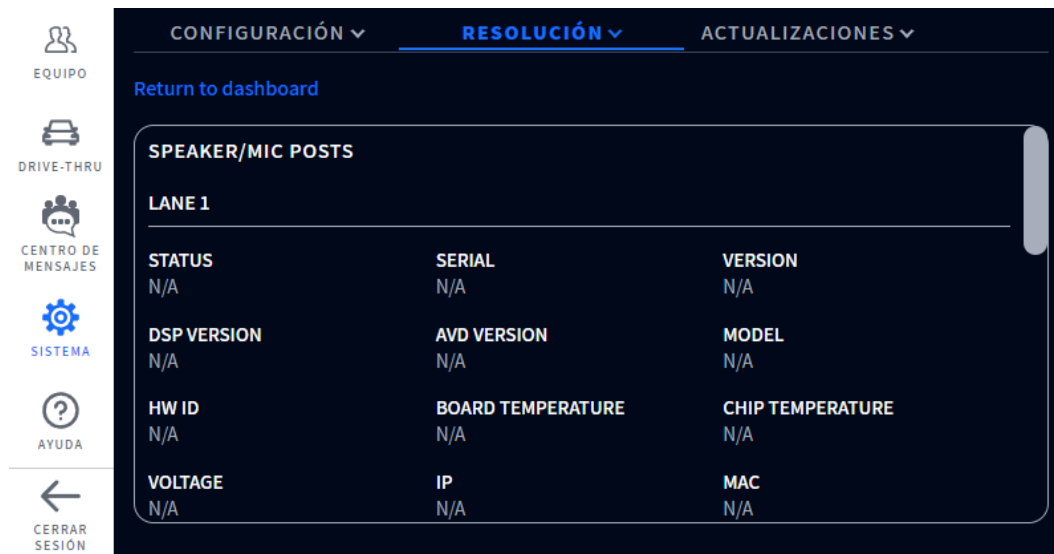 EQUIPO
DRIVE-THRU
CENTRO DE
MENSAJES
SISTEMA
AYUDA
CERRAR
SESIÓN
CONFIGURACIÓN RESOLUCIÓN ACTUALIZACIONES
Return to dashboard
SPEAKER/MIC POSTS
LANE 1
STATUS SERIAL VERSION
N/A N/A N/A
DSP VERSION AVD VERSION MODEL
N/A N/A N/A
HW ID BOARD TEMPERATURE CHIP TEMPERATURE
N/A N/A N/A
VOLTAGE IP MAC
N/A N/A N/A